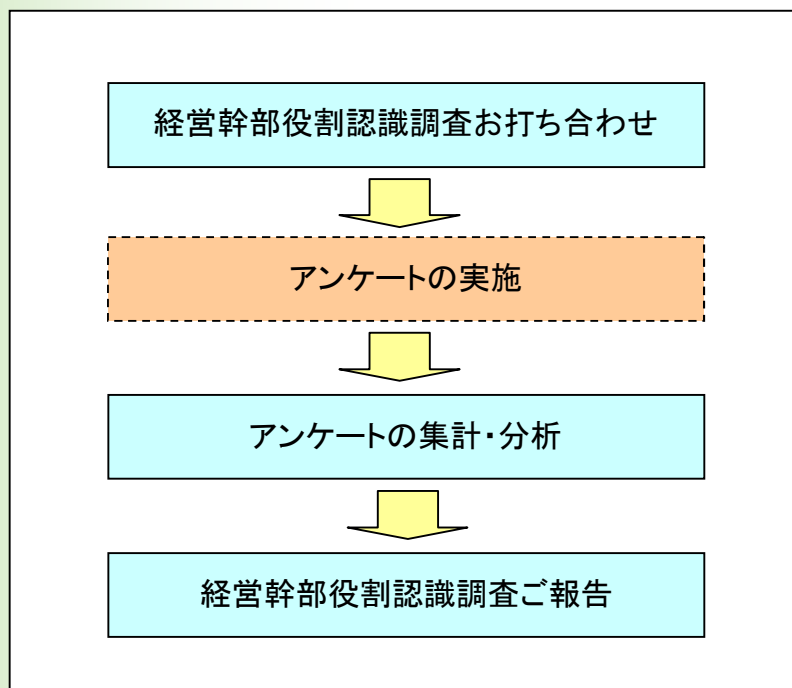 経営幹部役割認識調査お打ち合わせ
アンケートの実施
アンケートの集計・分析
経営幹部役割認識調査ご報告